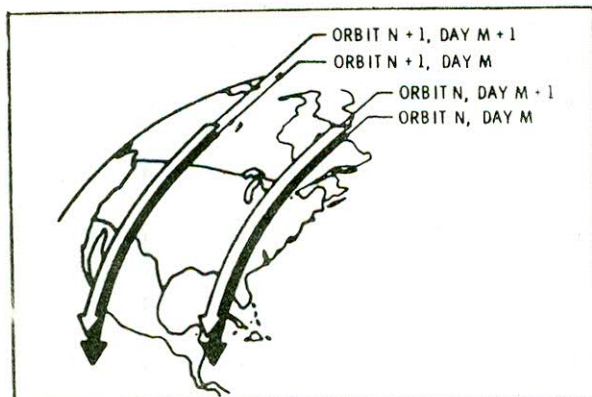 ORBIT N + 1, DAY M + 1
ORBIT N + 1, DAY M
ORBIT N, DAY M + 1
ORBIT N, DAY M